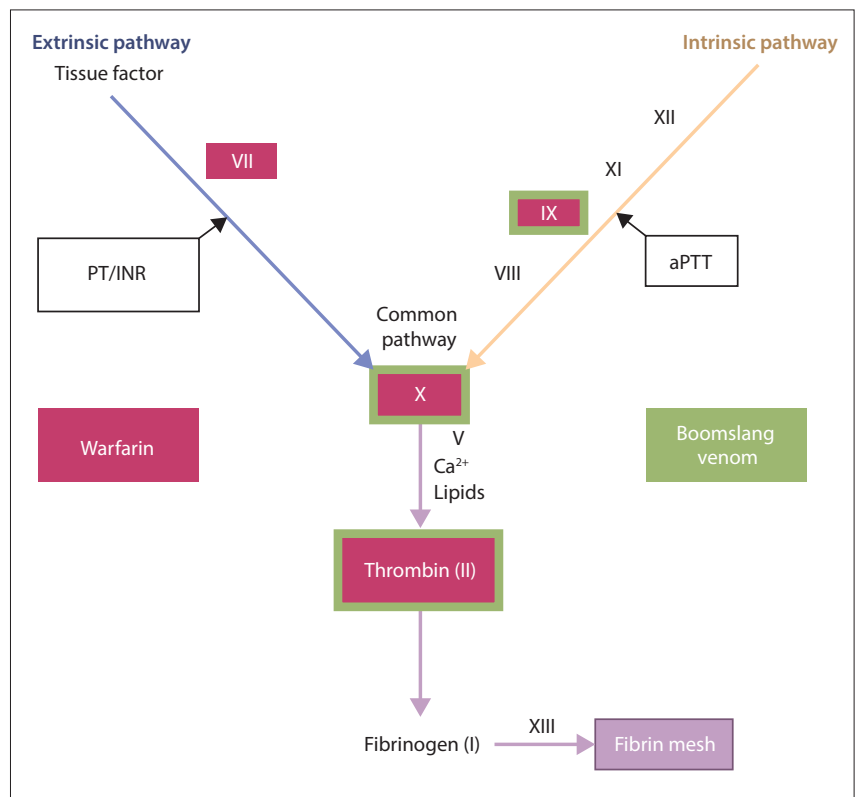 Extrinsic pathway
Intrinsic pathway
Tissue factor
XII
VII
XI
IX
PT/INR
aPTT
VIII
Common
pathway
X
Warfarin
Boomslang
venom
V
Ca²⁺
Lipids
Thrombin (II)
XIII
Fibrinogen (I)
Fibrin mesh